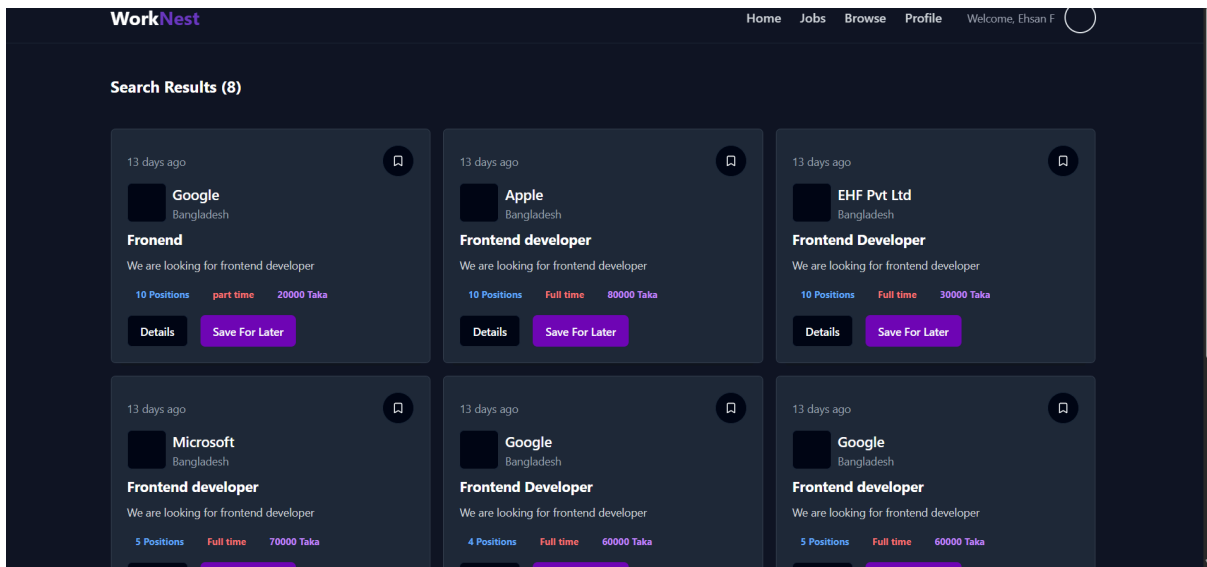 WorkNest Home Jobs Browse Profile Welcome, Ehsan F
Search Results (8)
13 days ago
Google
Bangladesh
Fronend
We are looking for frontend developer
10 Positions part time 20000 Taka
Details Save For Later
13 days ago
Apple
Bangladesh
Frontend developer
We are looking for frontend developer
10 Positions Full time 80000 Taka
Details Save For Later
13 days ago
EHF Pvt Ltd
Bangladesh
Frontend Developer
We are looking for frontend developer
10 Positions Full time 30000 Taka
Details Save For Later
13 days ago
Microsoft
Bangladesh
Frontend developer
We are looking for frontend developer
5 Positions Full time 70000 Taka
13 days ago
Google
Bangladesh
Frontend Developer
We are looking for frontend developer
4 Positions Full time 60000 Taka
13 days ago
Google
Bangladesh
Frontend developer
We are looking for frontend developer
5 Positions Full time 60000 Taka